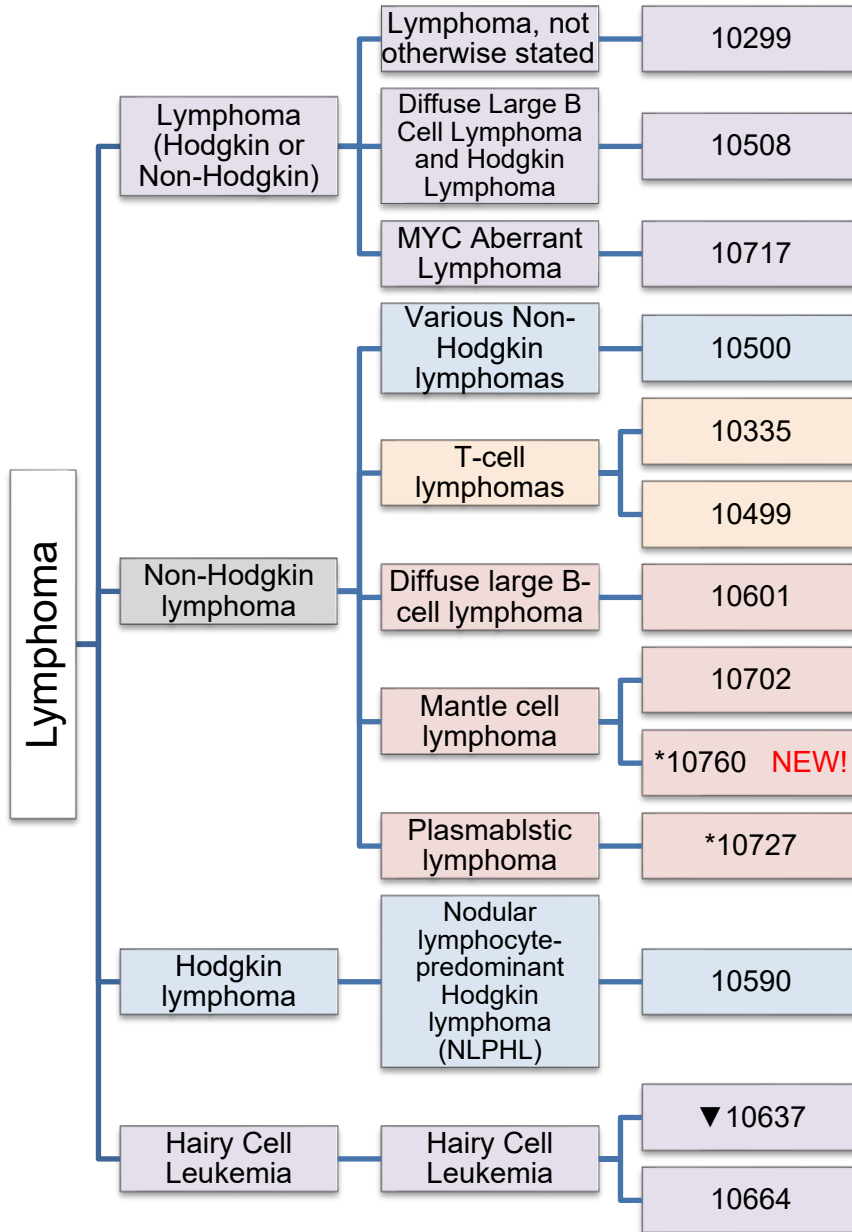 Lymphoma
Lymphoma
(Hodgkin or
Non-Hodgkin)
Lymphoma, not
otherwise stated
10299
Diffuse Large B
Cell Lymphoma
and Hodgkin
Lymphoma
10508
MYC Aberrant
Lymphoma
10717
Non-Hodgkin
lymphoma
Various Non-
Hodgkin
lymphomas
10500
T-cell
lymphomas
10335
10499
Diffuse large B-
cell lymphoma
10601
Mantle cell
lymphoma
10702
*10760 NEW!
Plasmablstic
lymphoma
*10727
Hodgkin
lymphoma
Nodular
lymphocyte-
predominant
Hodgkin
lymphoma
(NLPHL)
10590
Hairy Cell
Leukemia
Hairy Cell
Leukemia
▼10637
10664